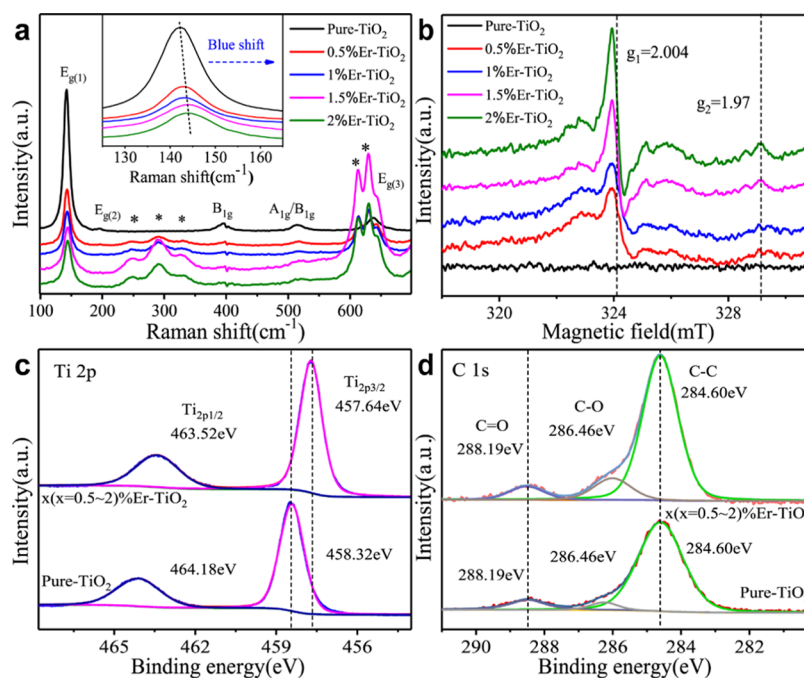 a
Pure-TiO₂
0.5%Er-TiO₂
1%Er-TiO₂
1.5%Er-TiO₂
2%Er-TiO₂
Blue shift
130 140 150 160
Raman shift(cm⁻¹)
E_g(1)
E_g(2)
* * *
B₁g
A₁g/B₁g
* *
E_g(3)
Intensity(a.u.)
100 200 300 400 500 600
Raman shift(cm⁻¹)
b
Pure-TiO₂
0.5%Er-TiO₂
1%Er-TiO₂
1.5%Er-TiO₂
2%Er-TiO₂
g₁=2.004
g₂=1.97
Intensity(a.u.)
320 324 328
Magnetic field(mT)
c
Ti 2p
Ti₂p3/2
457.64eV
Ti₂p1/2
463.52eV
x(x=0.5~2)%Er-TiO₂
458.32eV
464.18eV
Pure-TiO₂
Intensity(a.u.)
465 462 459 456
Binding energy(eV)
d
C 1s
C-C
284.60eV
C-O
286.46eV
C=O
288.19eV
x(x=0.5~2)%Er-TiO₂
284.60eV
286.46eV
288.19eV
Pure-TiO
Intensity(a.u.)
290 288 286 284 282
Binding energy(eV)